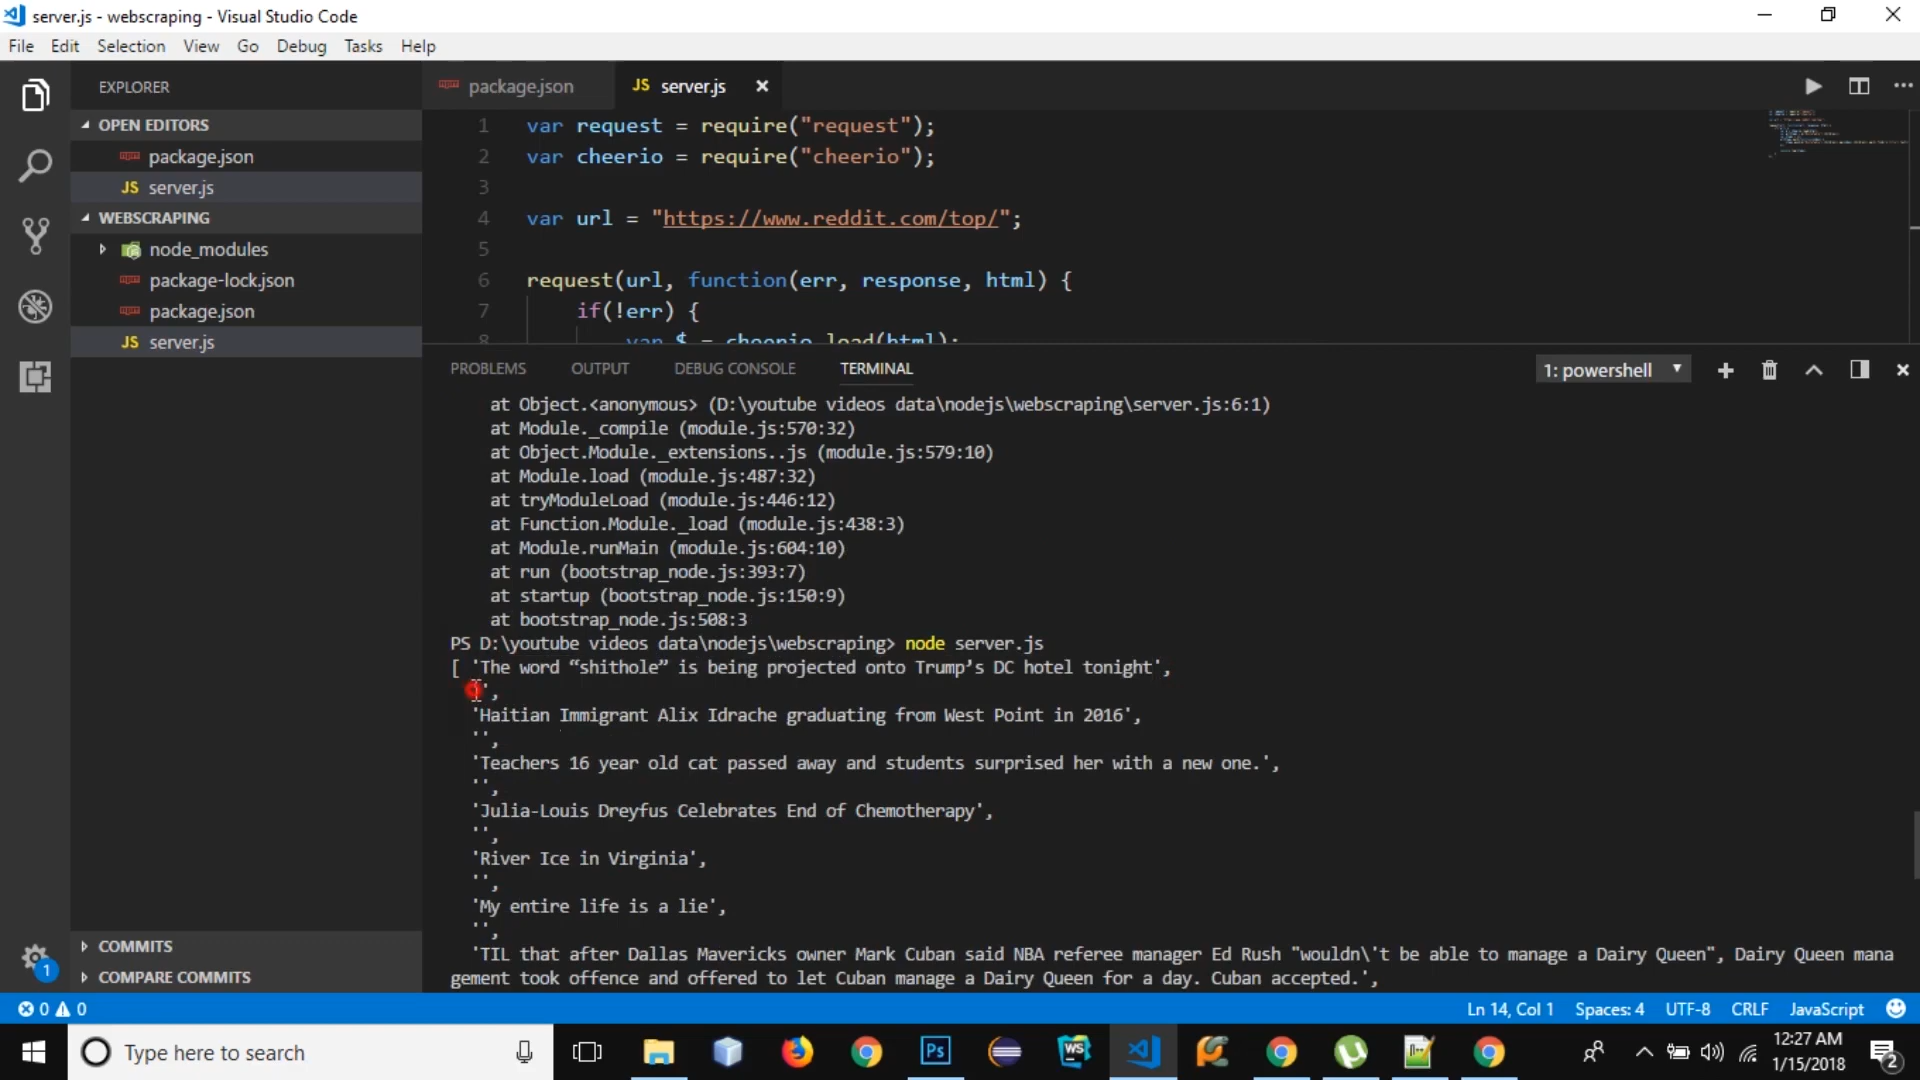 server.js - webscraping - Visual Studio Code
File Edit Selection View Go Debug Tasks Help
EXPLORER
OPEN EDITORS
package.json
JS server.js
WEBSCRAPING
node_modules
package-lock.json
package.json
JS server.js
COMMITS
COMPARE COMMITS
package.json JS server.js
1 var request = require("request");
2 var cheerio = require("cheerio");
3
4 var url = "https://www.reddit.com/top/";
5
6 request(url, function(err, response, html) {
7 if(!err) {
8 var $ = cheerio.load(html);
PROBLEMS OUTPUT DEBUG CONSOLE TERMINAL 1: powershell
at Object.<anonymous> (D:\youtube videos data\nodejs\webscraping\server.js:6:1)
at Module._compile (module.js:570:32)
at Object.Module._extensions..js (module.js:579:10)
at Module.load (module.js:487:32)
at tryModuleLoad (module.js:446:12)
at Function.Module._load (module.js:438:3)
at Module.runMain (module.js:604:10)
at run (bootstrap_node.js:393:7)
at startup (bootstrap_node.js:150:9)
at bootstrap_node.js:508:3
PS D:\youtube videos data\nodejs\webscraping> node server.js
[ 'The word “shithole” is being projected onto Trump’s DC hotel tonight',
'',
'Haitian Immigrant Alix Idrache graduating from West Point in 2016',
'',
'Teachers 16 year old cat passed away and students surprised her with a new one.',
'',
'Julia-Louis Dreyfus Celebrates End of Chemotherapy',
'',
'River Ice in Virginia',
'',
'My entire life is a lie',
'',
'TIL that after Dallas Mavericks owner Mark Cuban said NBA referee manager Ed Rush "wouldn\'t be able to manage a Dairy Queen", Dairy Queen mana
gement took offence and offered to let Cuban manage a Dairy Queen for a day. Cuban accepted.',
1
0 0 Ln 14, Col 1 Spaces: 4 UTF-8 CRLF JavaScript
Type here to search
Ps
WS
12:27 AM
1/15/2018
2